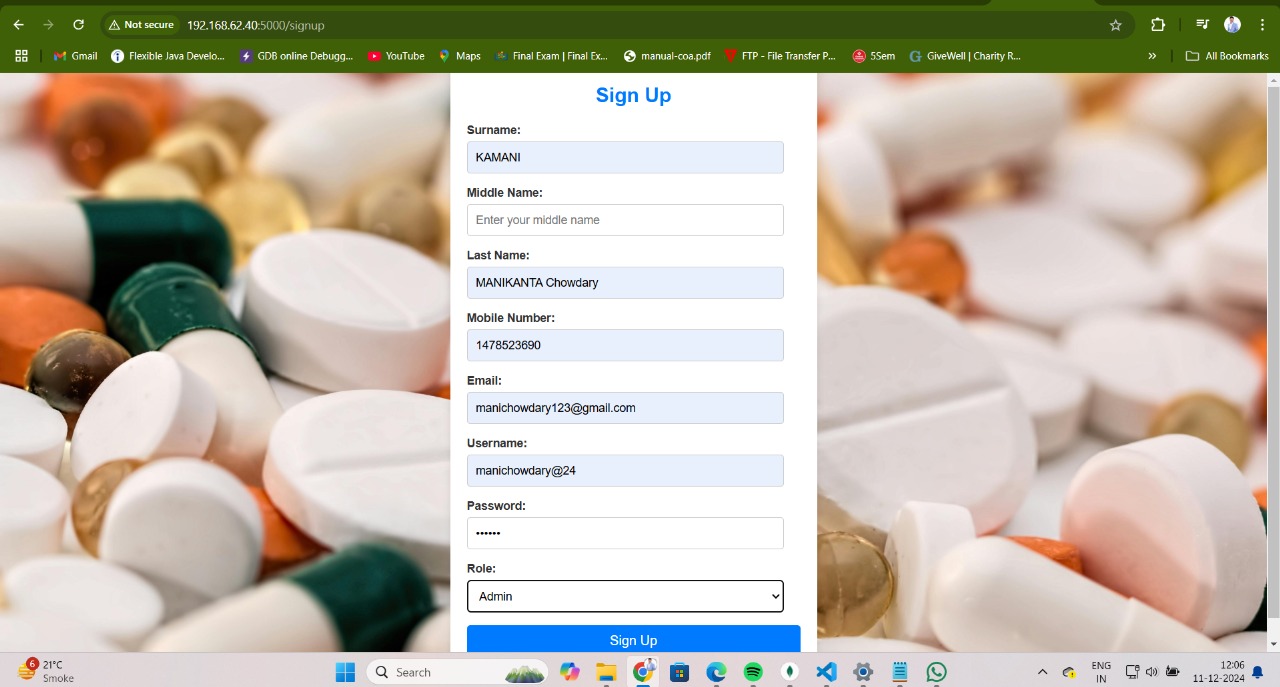 Not secure 192.168.62.40:5000/signup
Gmail Flexible Java Develo... GDB online Debugg... YouTube Maps Final Exam | Final Ex... manual-coa.pdf FTP - File Transfer P... 5Sem GiveWell | Charity R... » All Bookmarks
Sign Up
Surname:
KAMANI
Middle Name:
Enter your middle name
Last Name:
MANIKANTA Chowdary
Mobile Number:
1478523690
Email:
manichowdary123@gmail.com
Username:
manichowdary@24
Password:
••••••
Role:
Admin
Sign Up
6 21°C
Smoke
Search
ENG
IN
12:06
11-12-2024